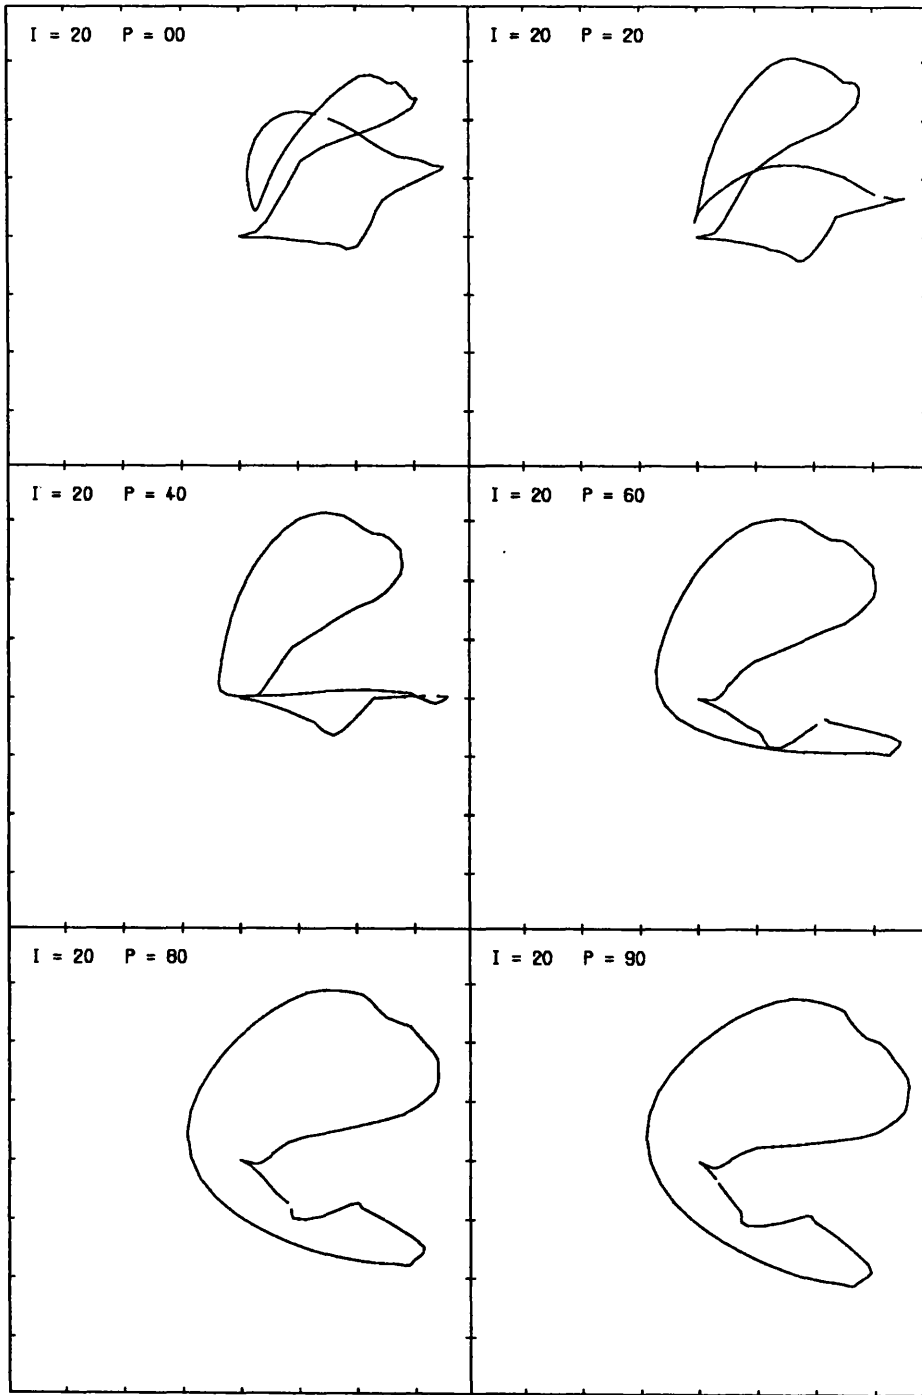 I = 20 P = 00
I = 20 P = 20
I = 20 P = 40
I = 20 P = 60
I = 20 P = 80
I = 20 P = 90